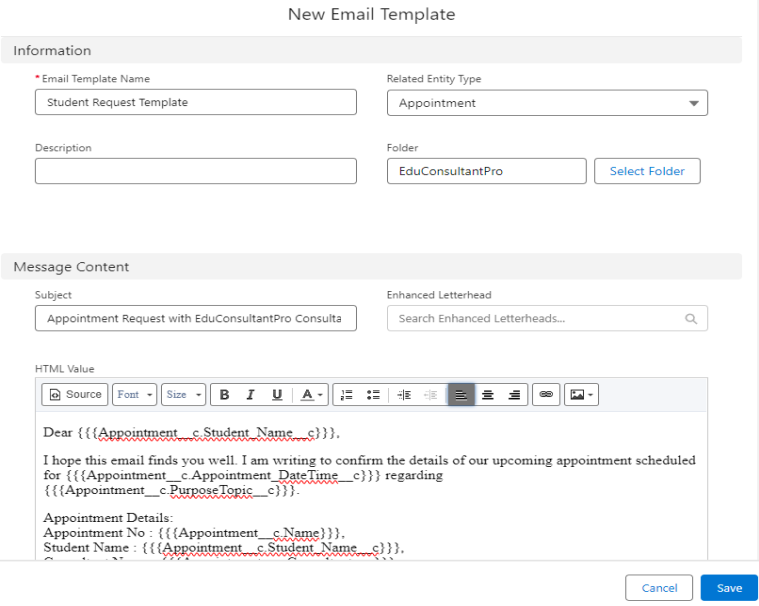 New Email Template
Information
* Email Template Name
Related Entity Type
Student Request Template
Appointment
Description
Folder
EduConsultantPro
Select Folder
Message Content
Subject
Enhanced Letterhead
Appointment Request with EduConsultantPro Consulta
Search Enhanced Letterheads...
HTML Value
Source Font Size B I U A
Dear {{{Appointment__c.Student_Name__c}}},
I hope this email finds you well. I am writing to confirm the details of our upcoming appointment scheduled
for {{{Appointment__c.Appointment_DateTime__c}}} regarding
{{{Appointment__c.PurposeTopic__c}}}.
Appointment Details:
Appointment No : {{{Appointment__c.Name}}},
Student Name : {{{Appointment__c.Student_Name__c}}},
Cancel
Save